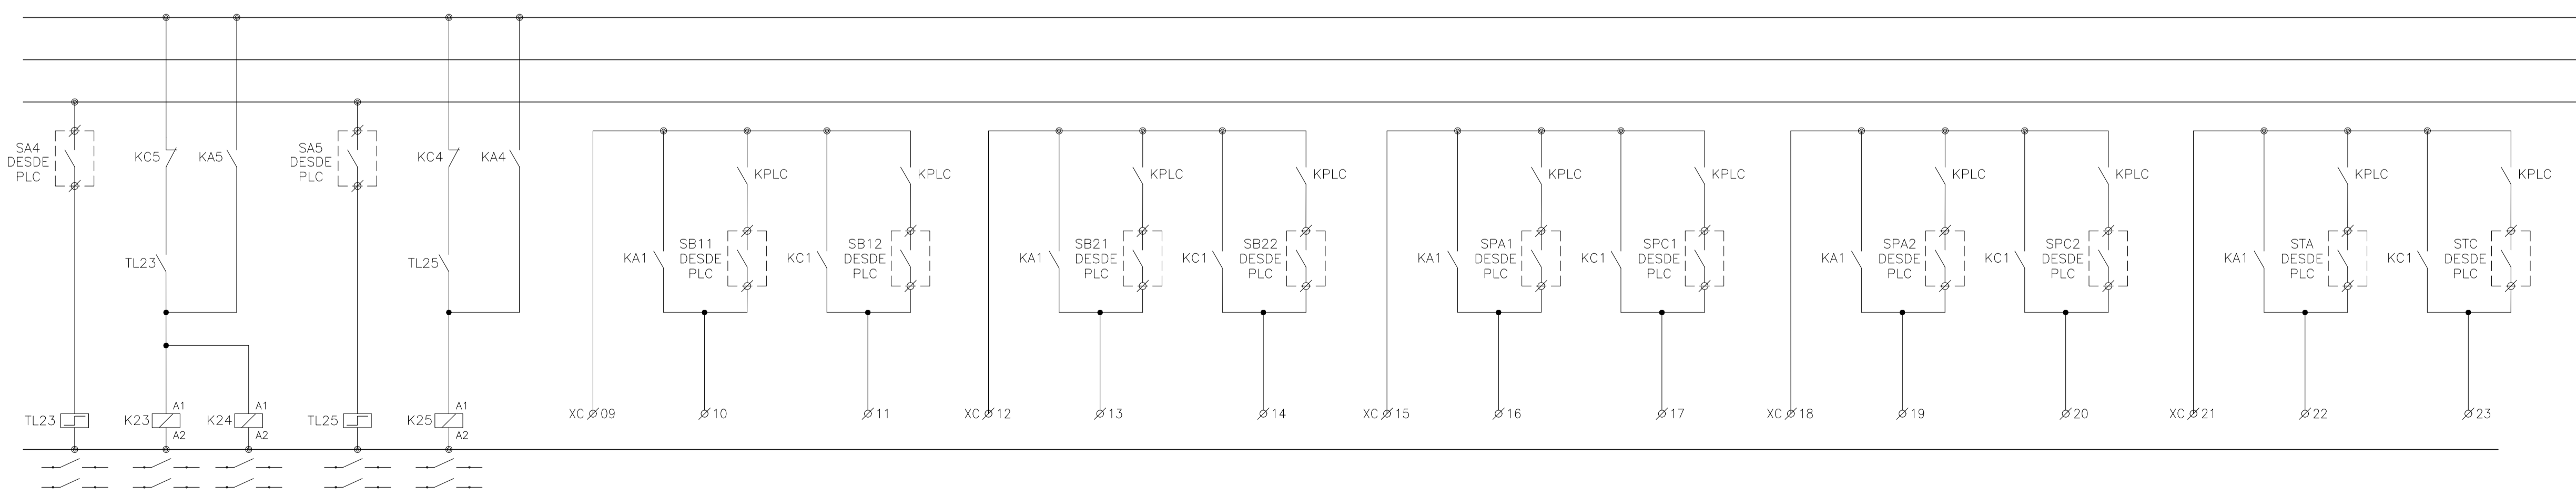 SA4
DESDE
PLC
KC5
KA5
SA5
DESDE
PLC
KC4
KA4
KPLC
KPLC
KPLC
KPLC
KPLC
KPLC
KPLC
KPLC
KPLC
KPLC
TL23
TL25
KA1
SB11
DESDE
PLC
KC1
SB12
DESDE
PLC
KA1
SB21
DESDE
PLC
KC1
SB22
DESDE
PLC
KA1
SPA1
DESDE
PLC
KC1
SPC1
DESDE
PLC
KA1
SPA2
DESDE
PLC
KC1
SPC2
DESDE
PLC
KA1
STA
DESDE
PLC
KC1
STC
DESDE
PLC
XC 09
10
11
XC 12
13
14
XC 15
16
17
XC 18
19
20
XC 21
22
23
TL23
K23
A1
A2
K24
A1
A2
TL25
K25
A1
A2